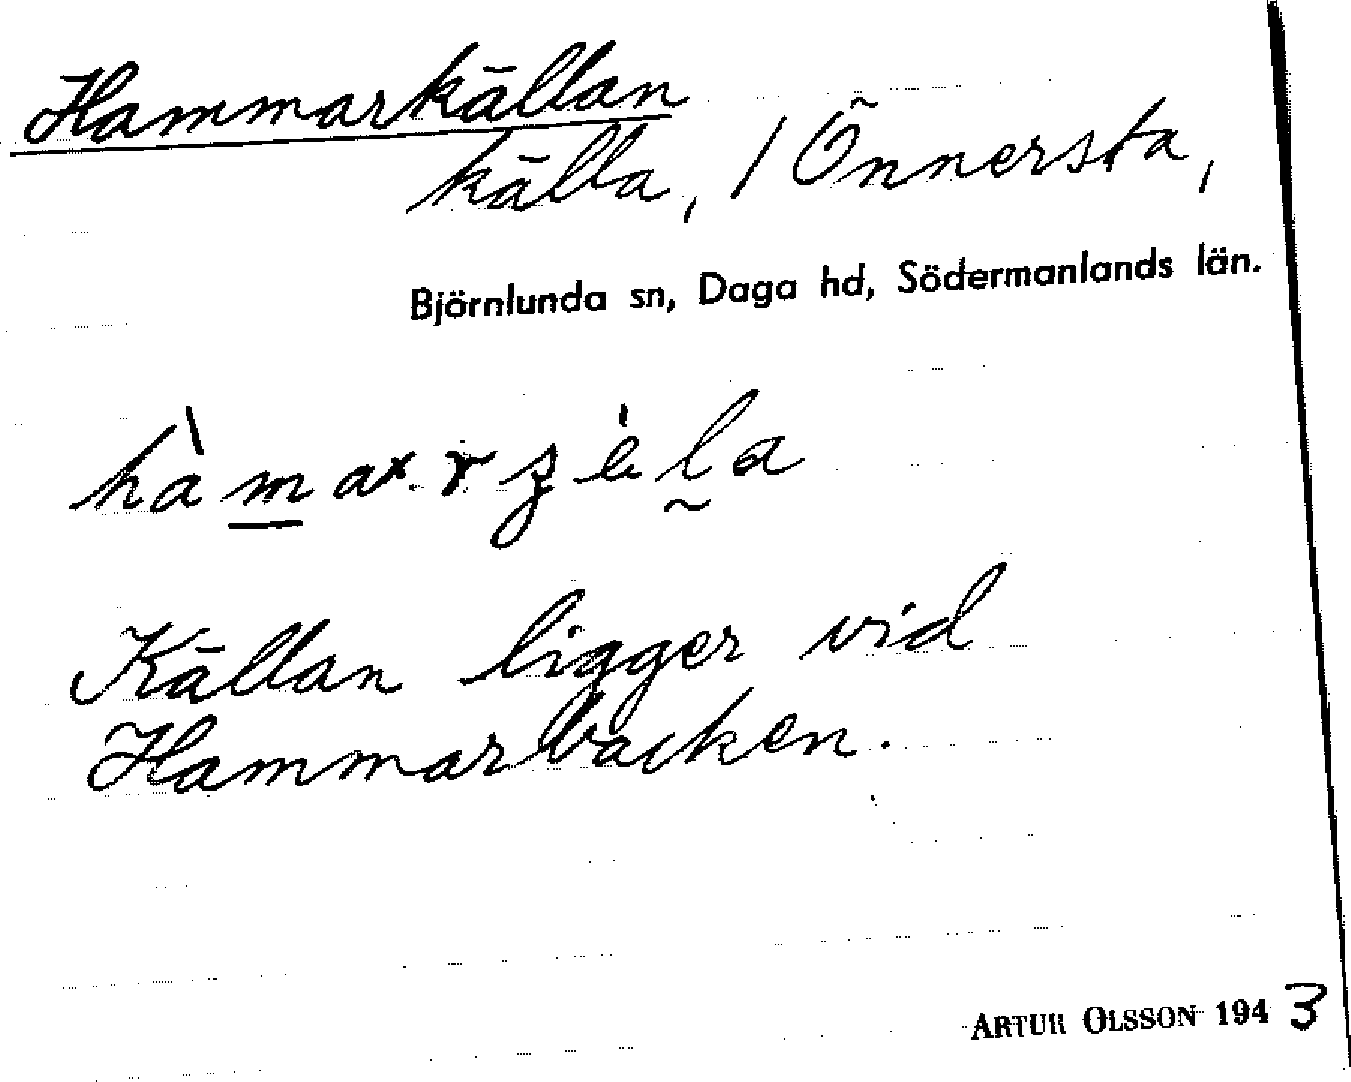 Hammarkällan
källa, / Önnersta,
Björnlunda sn, Daga hd, Södermanlands län.
Källan ligger vid
Hammarbacken.
ARTUR OLSSON 1943